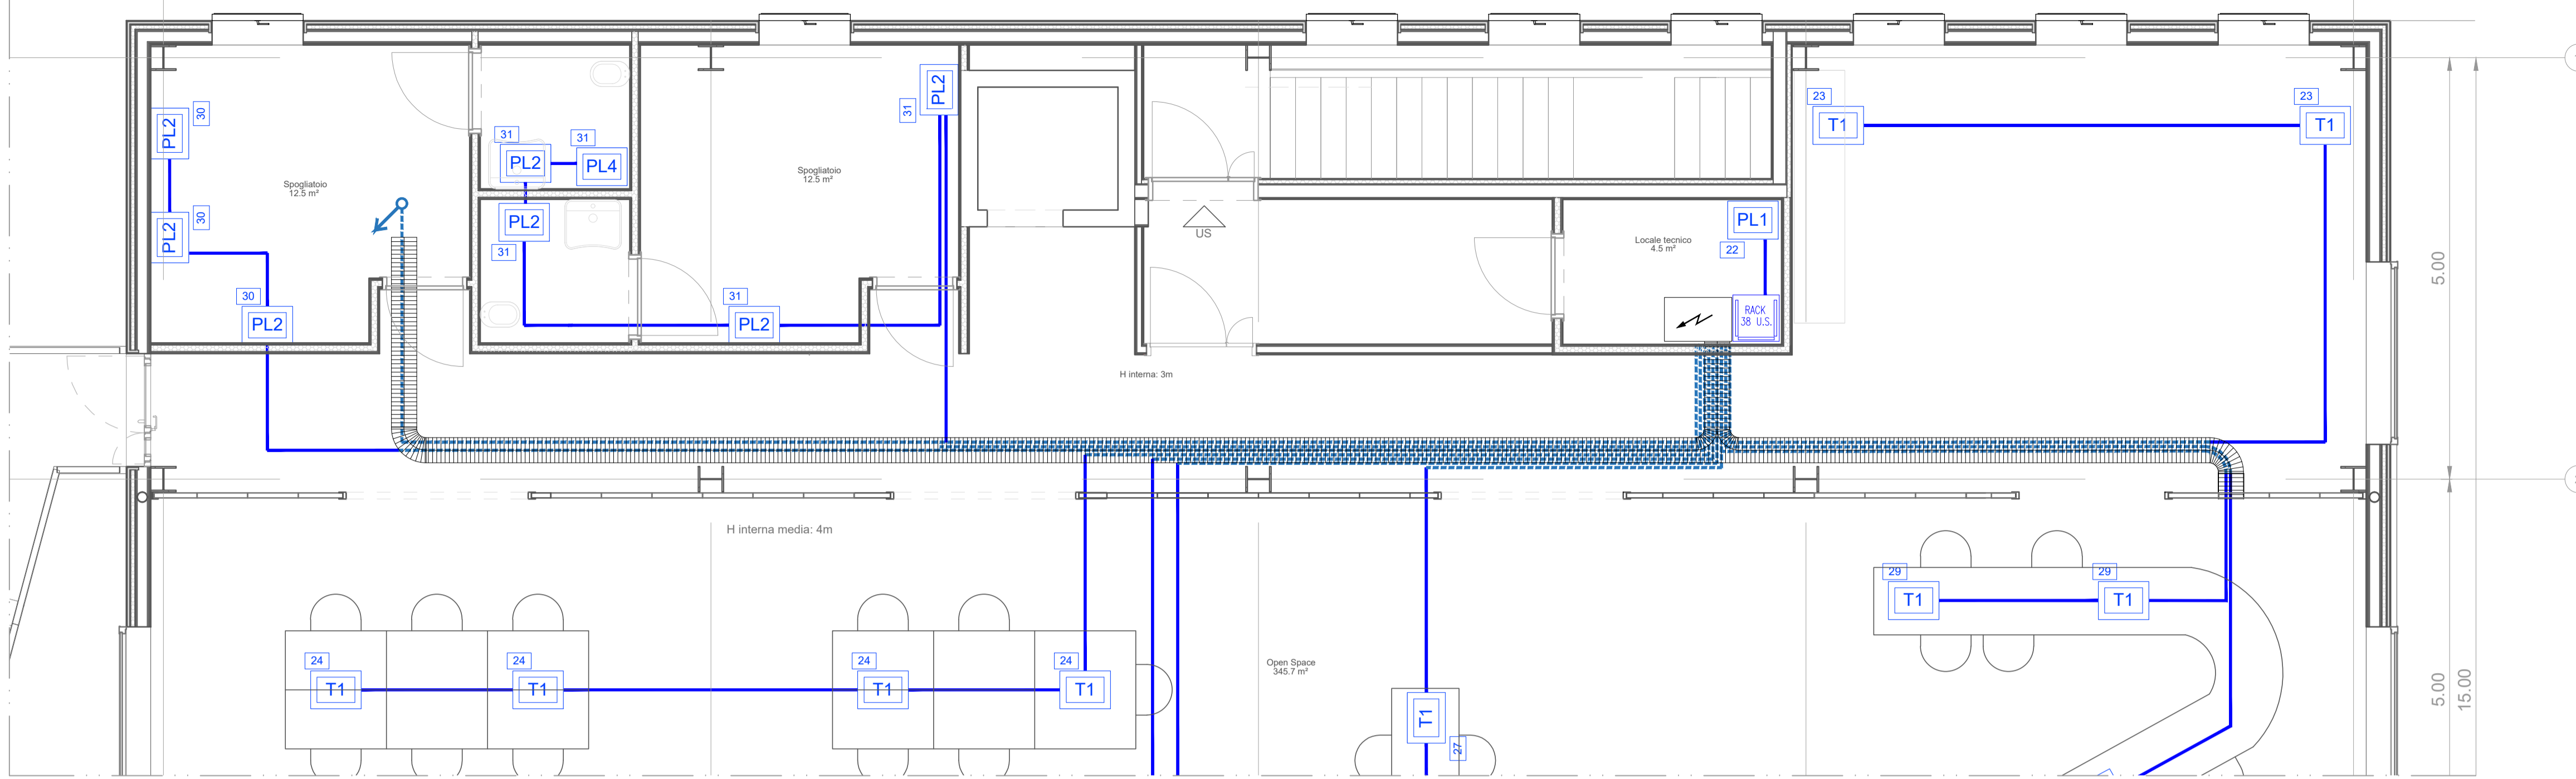 PL2
30
31
PL2
23
T1
23
T1
31
PL2
31
PL4
Spogliatoio
12.5 m²
Spogliatoio
12.5 m²
PL2
30
PL2
31
PL1
22
Locale tecnico
4.5 m²
US
5.00
30
PL2
31
PL2
RACK
38 U.S.
H interna: 3m
H interna media: 4m
29
T1
29
T1
24
T1
24
T1
24
T1
24
T1
Open Space
345.7 m²
T1
27
5.00
15.00